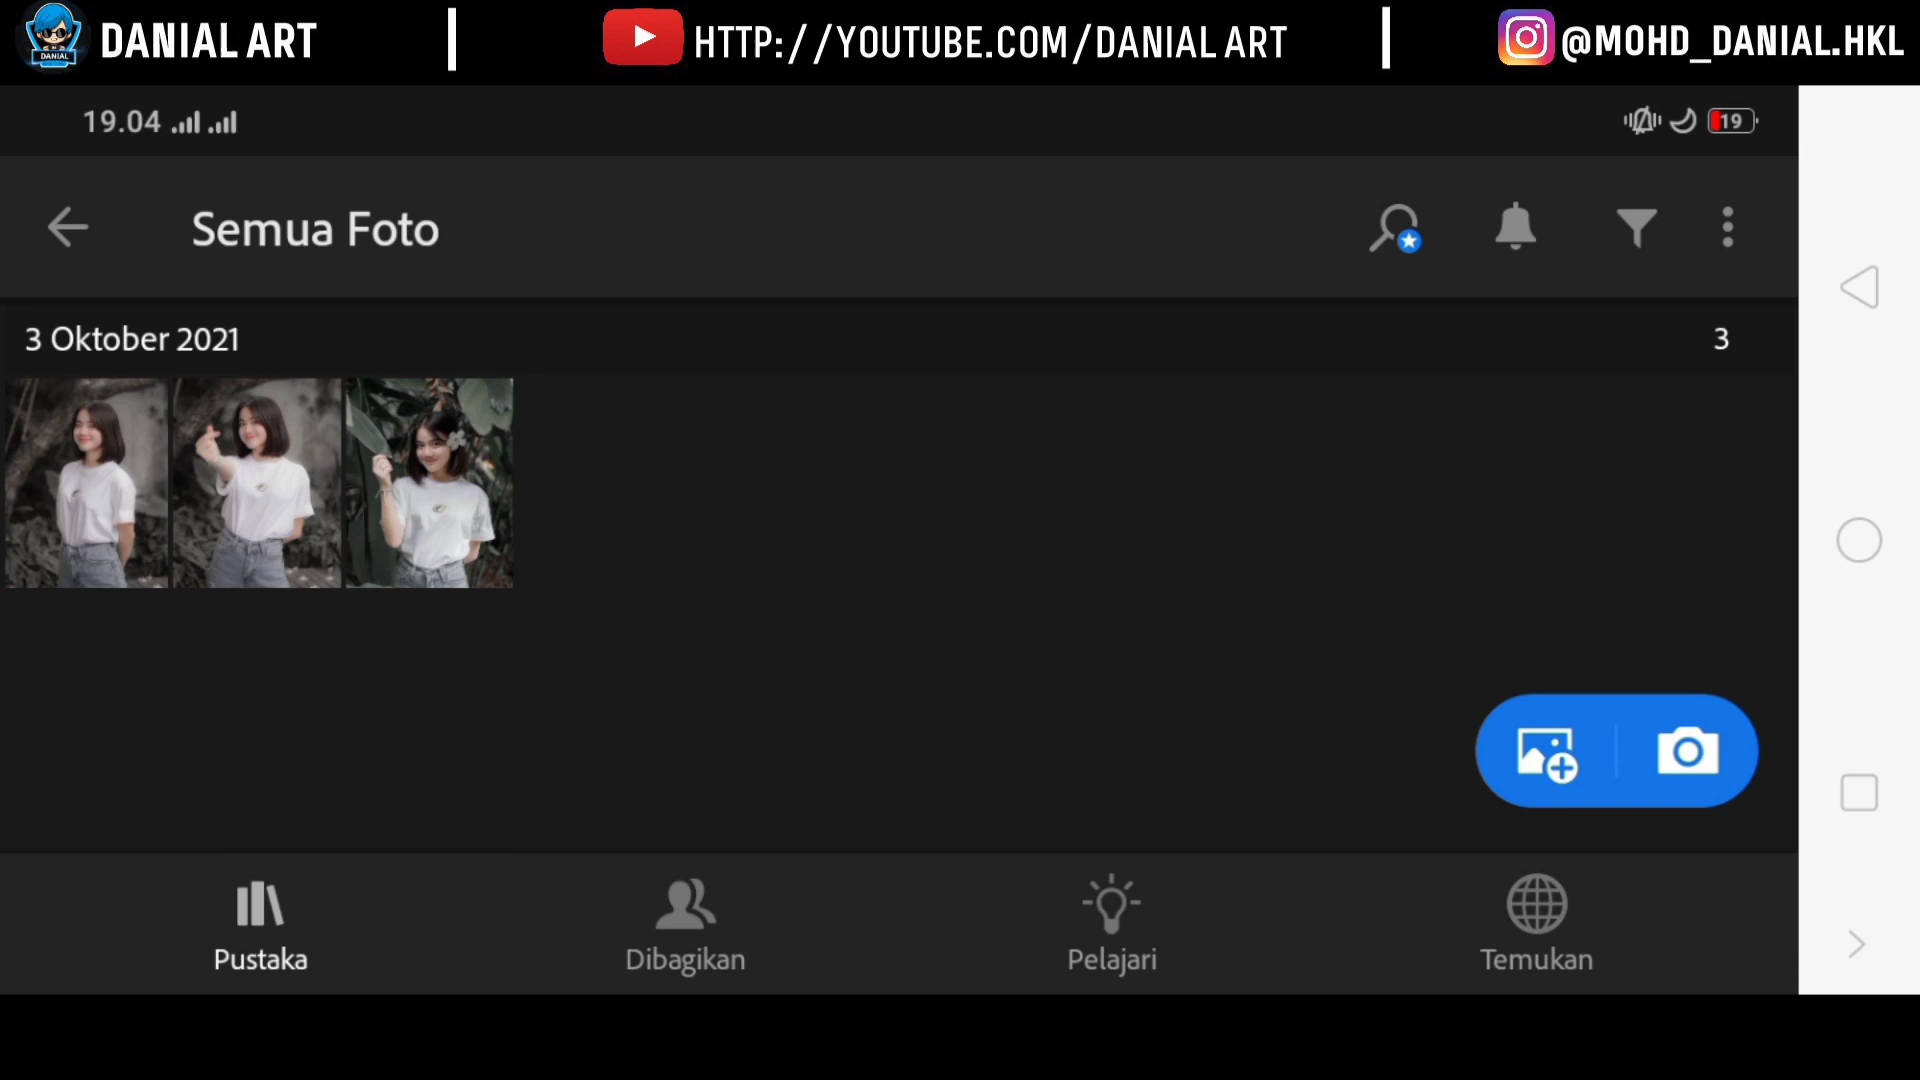 DANIAL
DANIAL ART
HTTP://YOUTUBE.COM/DANIAL ART
@MOHD_DANIAL.HKL
19.04
19
Semua Foto
3 Oktober 2021
3
Pustaka
Dibagikan
Pelajari
Temukan